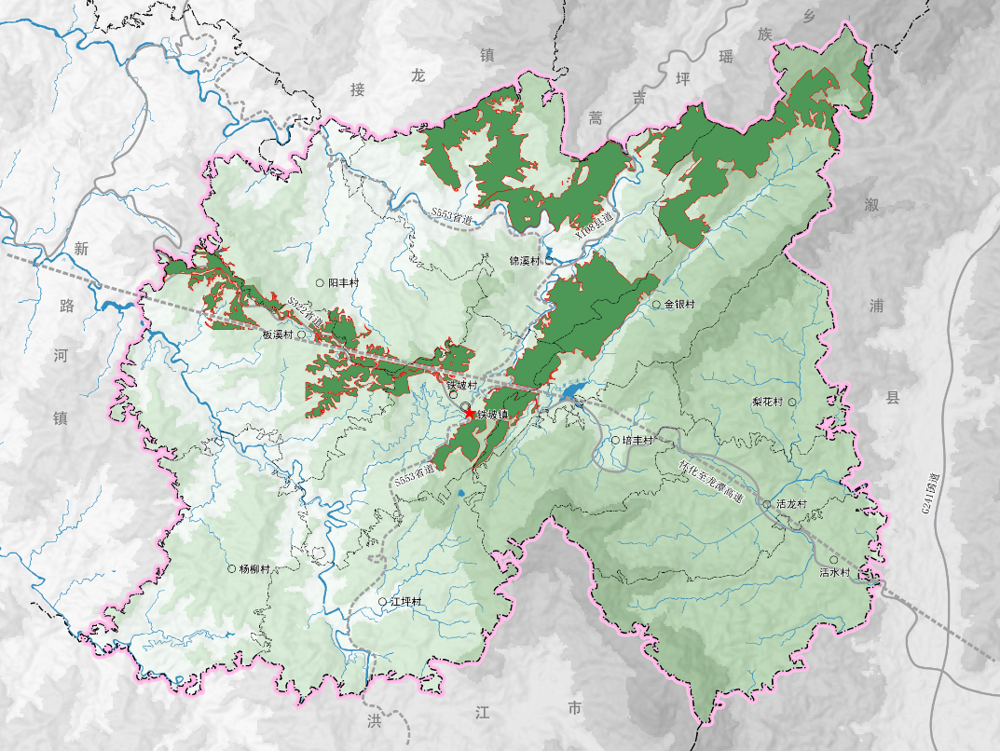 接龙镇
蒿吉坪瑶族乡
溆浦县
新路河镇
洪江市
S553省道
X108县道
锦溪村
阳丰村
S322省道
板溪村
金银村
铁坡村
铁坡镇
梨花村
培丰村
S553省道
怀化至龙潭高速
G241国道
活龙村
活水村
杨柳村
江坪村